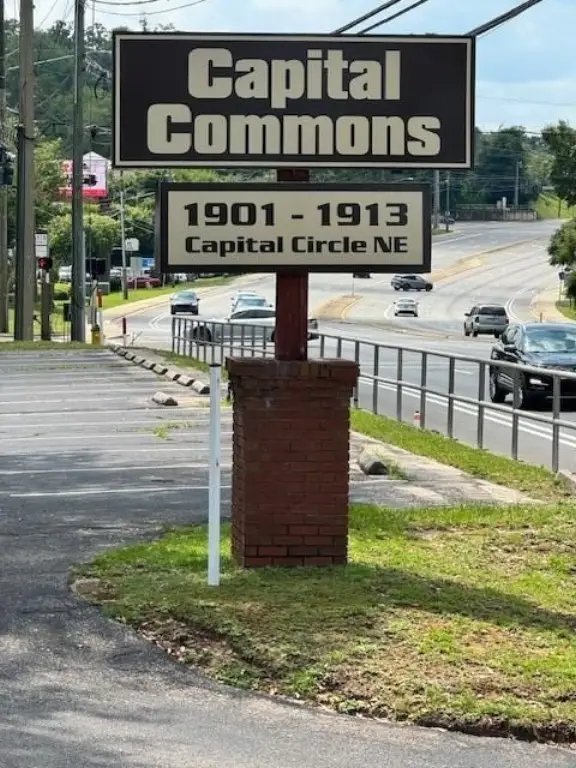 Capital
Commons
1901 - 1913
Capital Circle NE